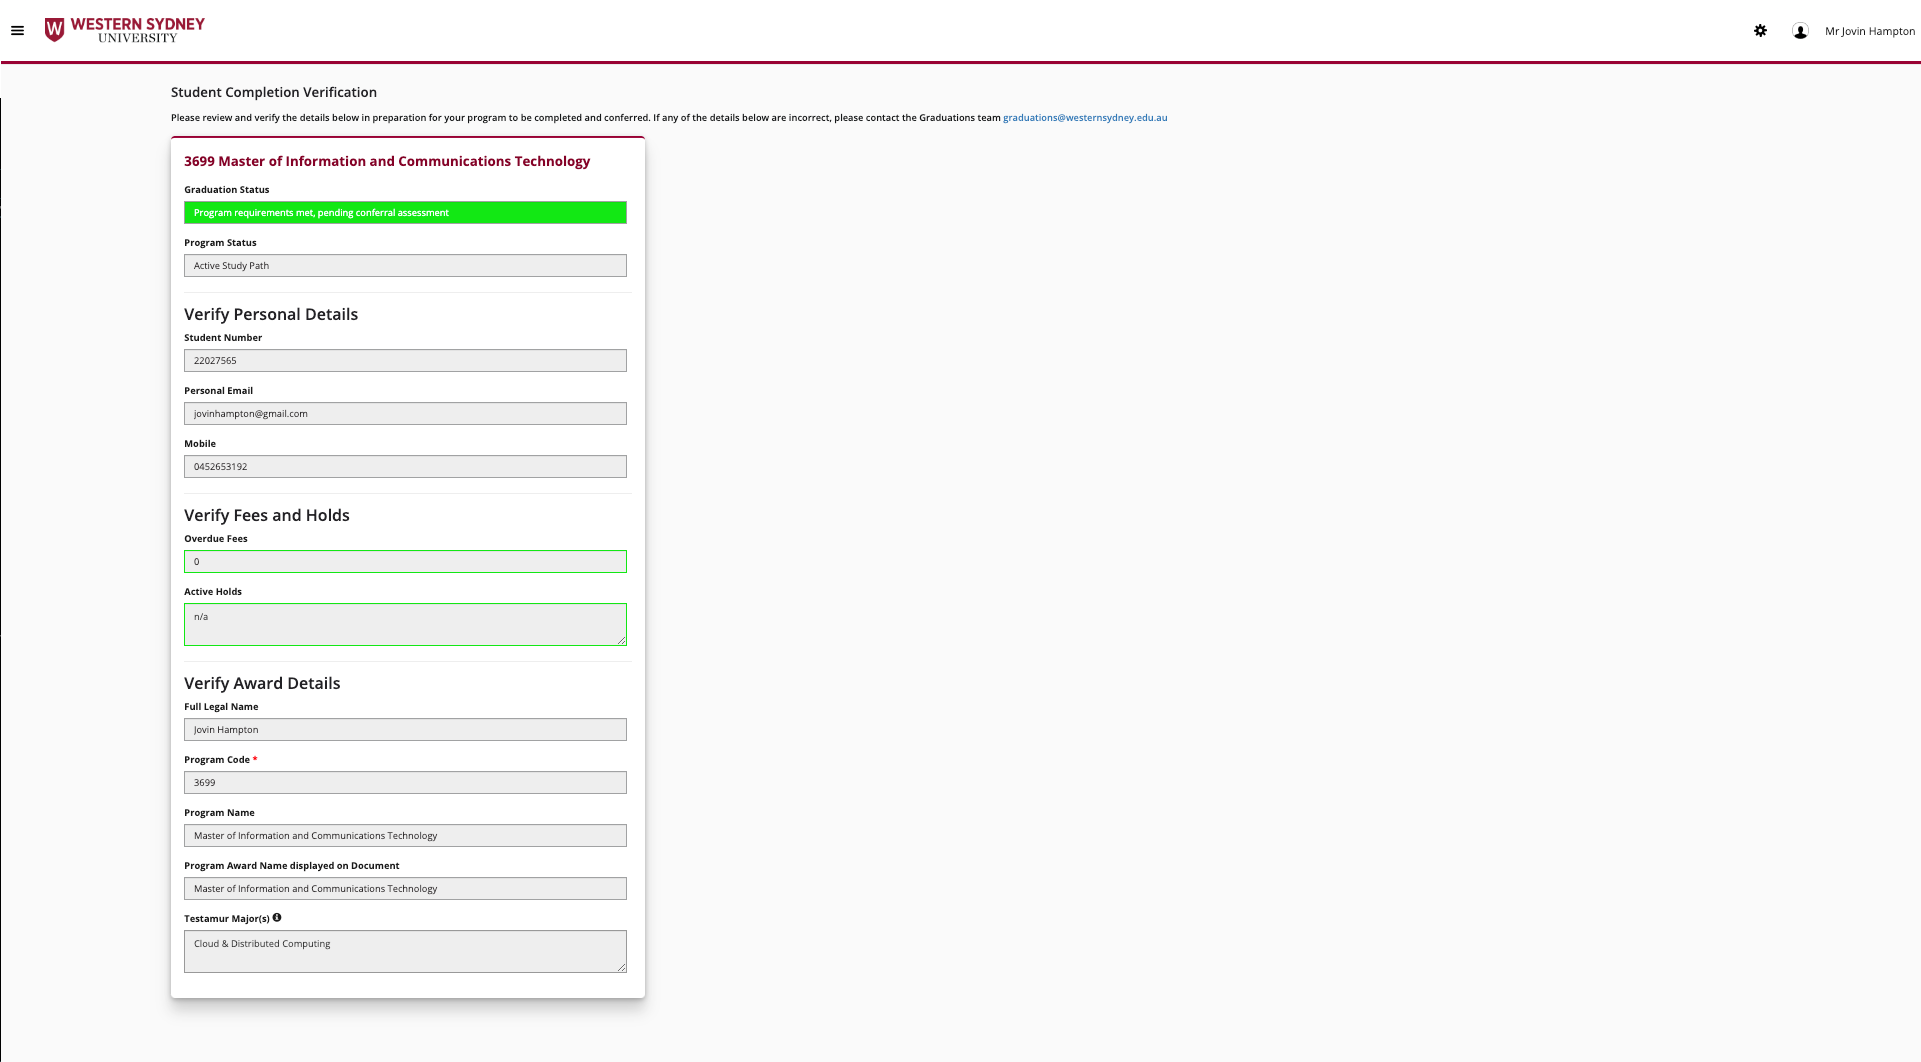 WESTERN SYDNEY
UNIVERSITY
Mr Jovin Hampton
Student Completion Verification
Please review and verify the details below in preparation for your program to be completed and conferred. If any of the details below are incorrect, please contact the Graduations team graduations@westernsydney.edu.au
3699 Master of Information and Communications Technology
Graduation Status
Program requirements met, pending conferral assessment
Program Status
Active Study Path
Verify Personal Details
Student Number
22027565
Personal Email
jovinhampton@gmail.com
Mobile
0452653192
Verify Fees and Holds
Overdue Fees
0
Active Holds
n/a
Verify Award Details
Full Legal Name
Jovin Hampton
Program Code *
3699
Program Name
Master of Information and Communications Technology
Program Award Name displayed on Document
Master of Information and Communications Technology
Testamur Major(s)
Cloud & Distributed Computing